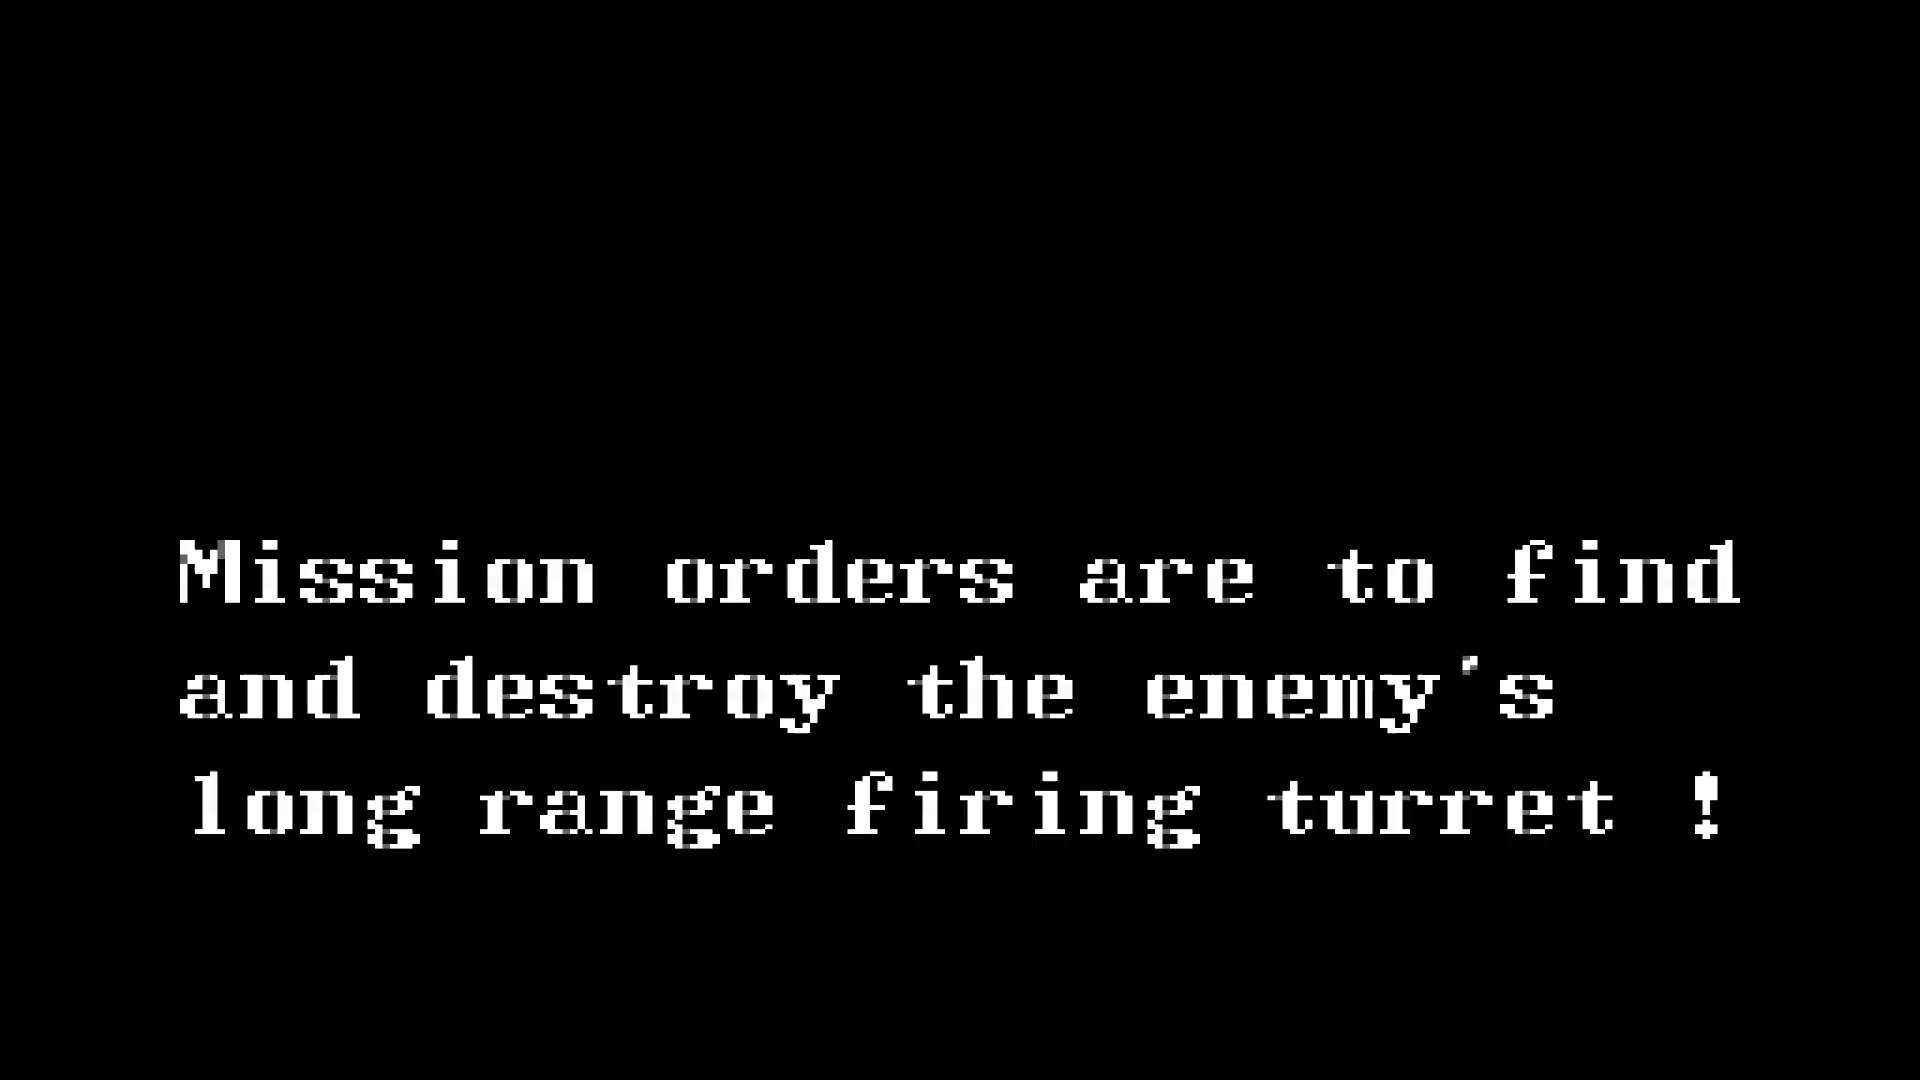 Mission orders are to find
and destroy the enemy's
long range firing turret !